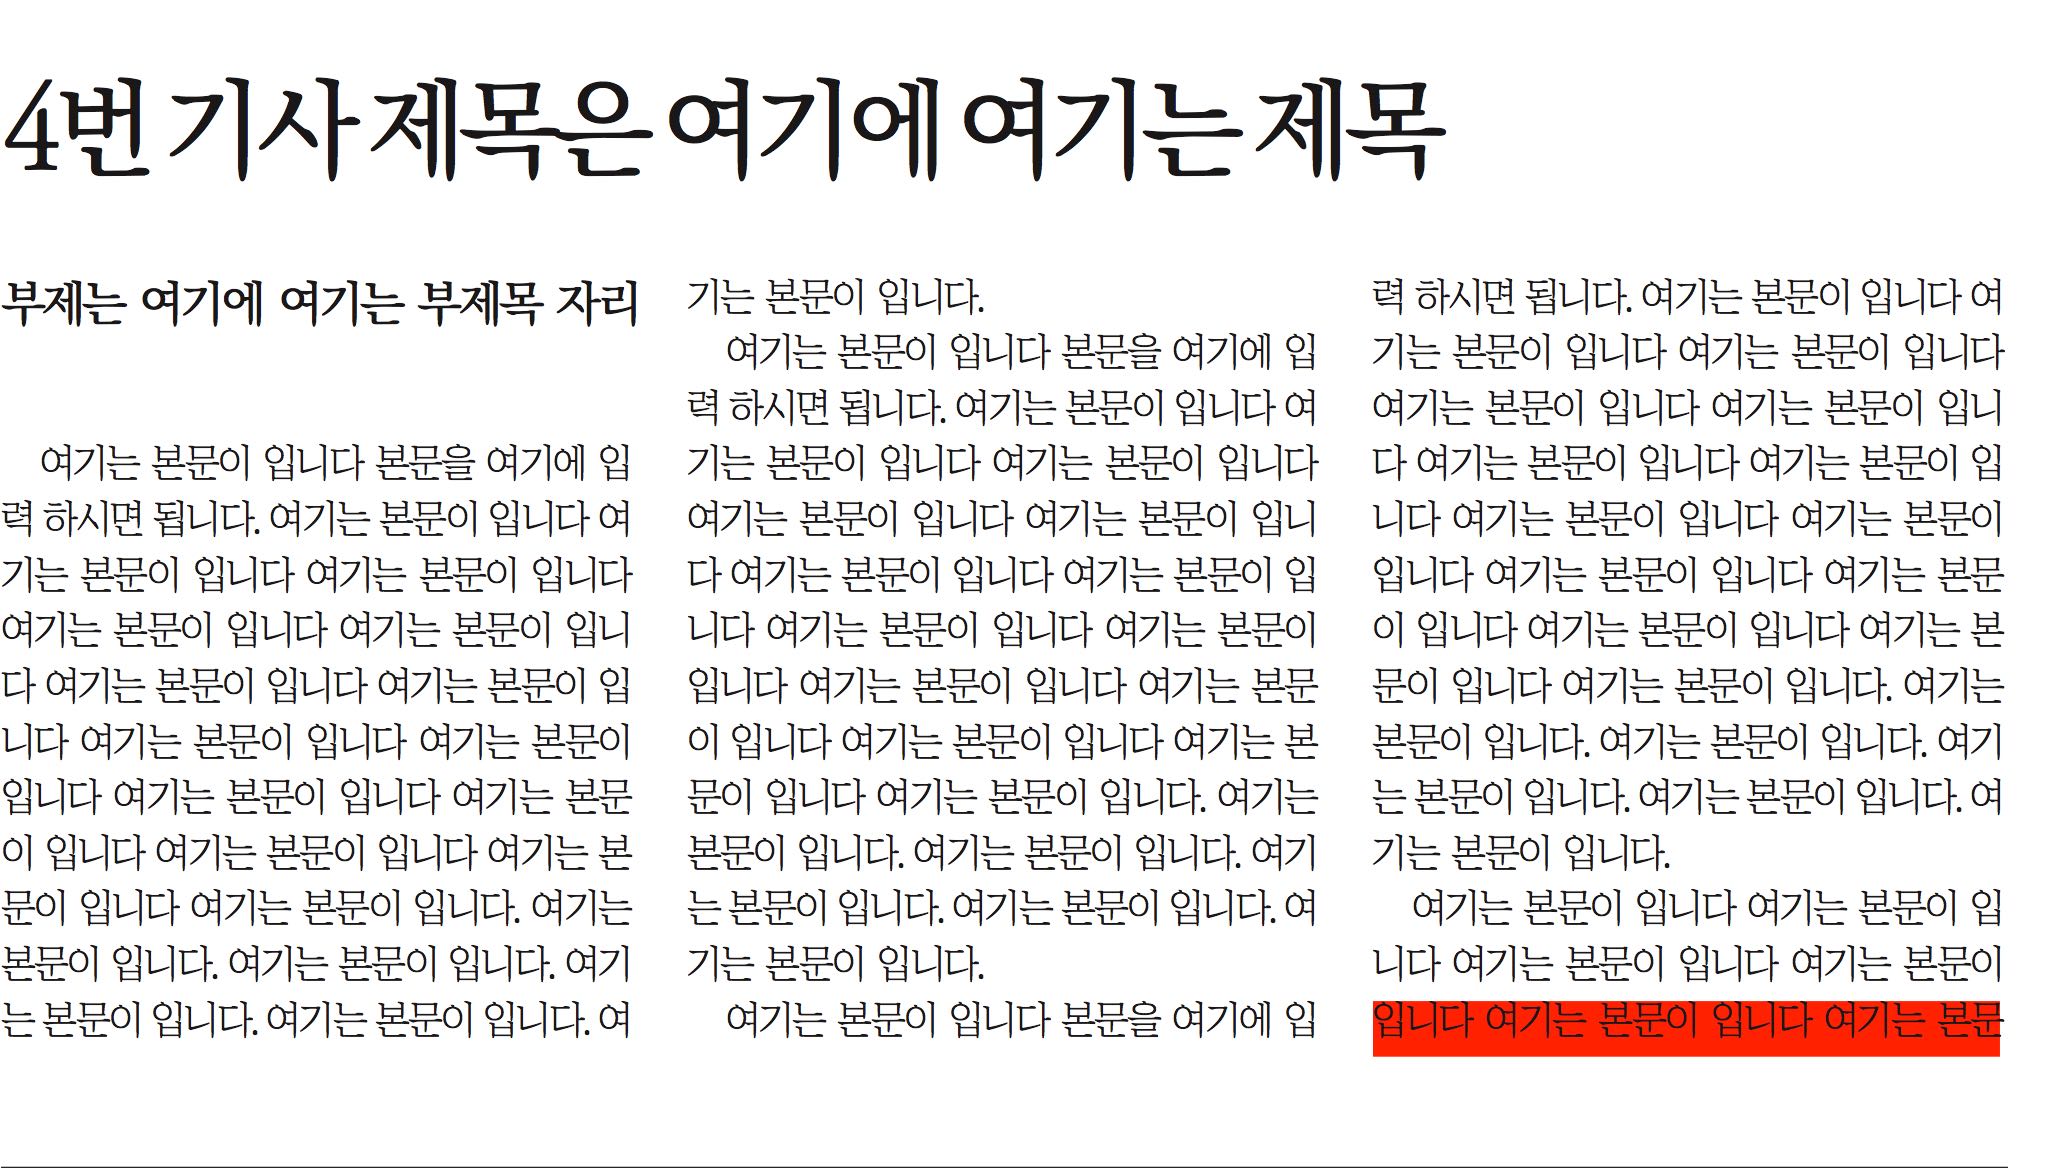 4번 기사 제목은 여기에 여기는 제목
부제는 여기에 여기는 부제목 자리
여기는 본문이 입니다 본문을 여기에 입
력 하시면 됩니다. 여기는 본문이 입니다 여
기는 본문이 입니다 여기는 본문이 입니다
여기는 본문이 입니다 여기는 본문이 입니
다 여기는 본문이 입니다 여기는 본문이 입
니다 여기는 본문이 입니다 여기는 본문이
입니다 여기는 본문이 입니다 여기는 본문
이 입니다 여기는 본문이 입니다 여기는 본
문이 입니다 여기는 본문이 입니다. 여기는
본문이 입니다. 여기는 본문이 입니다. 여기
는 본문이 입니다. 여기는 본문이 입니다. 여
기는 본문이 입니다.
여기는 본문이 입니다 본문을 여기에 입
력 하시면 됩니다. 여기는 본문이 입니다 여
기는 본문이 입니다 여기는 본문이 입니다
여기는 본문이 입니다 여기는 본문이 입니
다 여기는 본문이 입니다 여기는 본문이 입
니다 여기는 본문이 입니다 여기는 본문이
입니다 여기는 본문이 입니다 여기는 본문
이 입니다 여기는 본문이 입니다 여기는 본
문이 입니다 여기는 본문이 입니다. 여기는
본문이 입니다. 여기는 본문이 입니다. 여기
는 본문이 입니다. 여기는 본문이 입니다. 여
기는 본문이 입니다.
여기는 본문이 입니다 본문을 여기에 입
력 하시면 됩니다. 여기는 본문이 입니다 여
기는 본문이 입니다 여기는 본문이 입니다
여기는 본문이 입니다 여기는 본문이 입니
다 여기는 본문이 입니다 여기는 본문이 입
니다 여기는 본문이 입니다 여기는 본문이
입니다 여기는 본문이 입니다 여기는 본문
이 입니다 여기는 본문이 입니다 여기는 본
문이 입니다 여기는 본문이 입니다. 여기는
본문이 입니다. 여기는 본문이 입니다. 여기
는 본문이 입니다. 여기는 본문이 입니다. 여
기는 본문이 입니다.
여기는 본문이 입니다 여기는 본문이 입
니다 여기는 본문이 입니다 여기는 본문이
입니다 여기는 본문이 입니다 여기는 본문